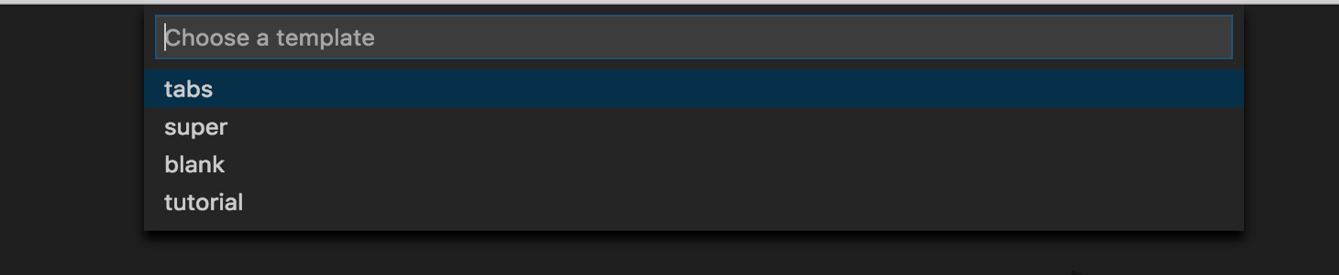 Choose a template
tabs
super
blank
tutorial